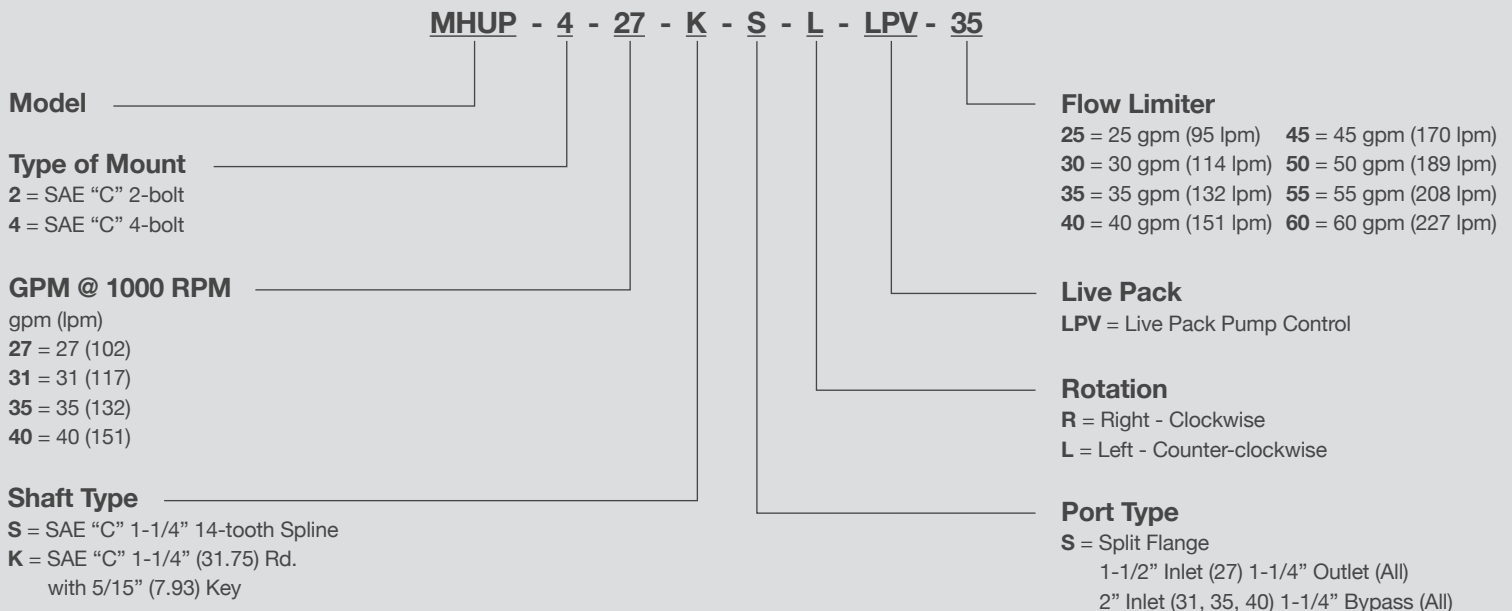 MHUP - 4 - 27 - K - S - L - LPV - 35
Model
Type of Mount
2 = SAE “C” 2-bolt
4 = SAE “C” 4-bolt
GPM @ 1000 RPM
gpm (lpm)
27 = 27 (102)
31 = 31 (117)
35 = 35 (132)
40 = 40 (151)
Shaft Type
S = SAE “C” 1-1/4” 14-tooth Spline
K = SAE “C” 1-1/4” (31.75) Rd.
with 5/15” (7.93) Key
Flow Limiter
25 = 25 gpm (95 lpm) 45 = 45 gpm (170 lpm)
30 = 30 gpm (114 lpm) 50 = 50 gpm (189 lpm)
35 = 35 gpm (132 lpm) 55 = 55 gpm (208 lpm)
40 = 40 gpm (151 lpm) 60 = 60 gpm (227 lpm)
Live Pack
LPV = Live Pack Pump Control
Rotation
R = Right - Clockwise
L = Left - Counter-clockwise
Port Type
S = Split Flange
1-1/2” Inlet (27) 1-1/4” Outlet (All)
2” Inlet (31, 35, 40) 1-1/4” Bypass (All)